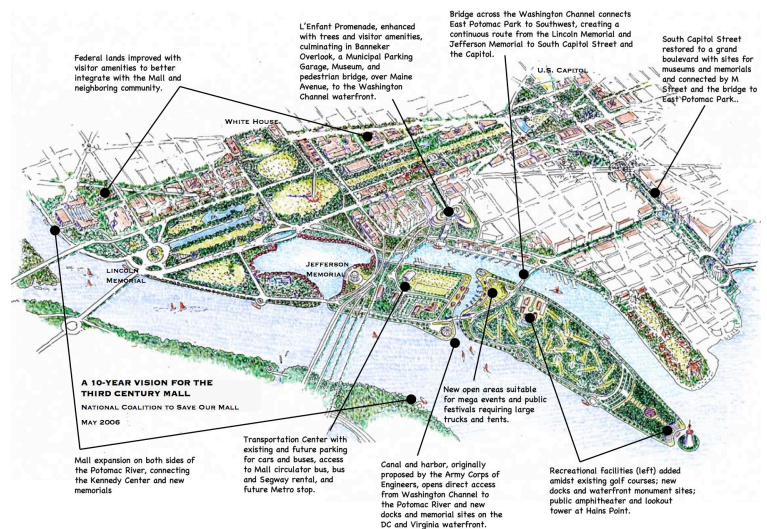 Bridge across the Washington Channel connects
East Potomac Park to Southwest, creating a
continuous route from the Lincoln Memorial and
Jefferson Memorial to South Capitol Street and
the Capitol.
L'Enfant Promenade, enhanced
with trees and visitor amenities,
culminating in Banneker
Overlook, a Municipal Parking
Garage, Museum, and
pedestrian bridge, over Maine
Avenue, to the Washington
Channel waterfront.
South Capitol Street
restored to a grand
boulevard with sites for
museums and memorials
and connected by M
Street and the bridge to
East Potomac Park..
Federal lands improved with
visitor amenities to better
integrate with the Mall and
neighboring community.
U.S. CAPITOL
WHITE HOUSE
LINCOLN
MEMORIAL
JEFFERSON
MEMORIAL
A 10-YEAR VISION FOR THE
THIRD CENTURY MALL
NATIONAL COALITION TO SAVE OUR MALL
MAY 2006
New open areas suitable
for mega events and public
festivals requiring large
trucks and tents.
Mall expansion on both sides of
the Potomac River, connecting
the Kennedy Center and new
memorials
Transportation Center with
existing and future parking
for cars and buses, access
to Mall circulator bus, bus
and Segway rental, and
future Metro stop.
Canal and harbor, originally
proposed by the Army Corps of
Engineers, opens direct access
from Washington Channel to
the Potomac River and new
docks and memorial sites on the
DC and Virginia waterfront.
Recreational facilities (left) added
amidst existing golf courses; new
docks and waterfront monument sites;
public amphitheater and lookout
tower at Hains Point.